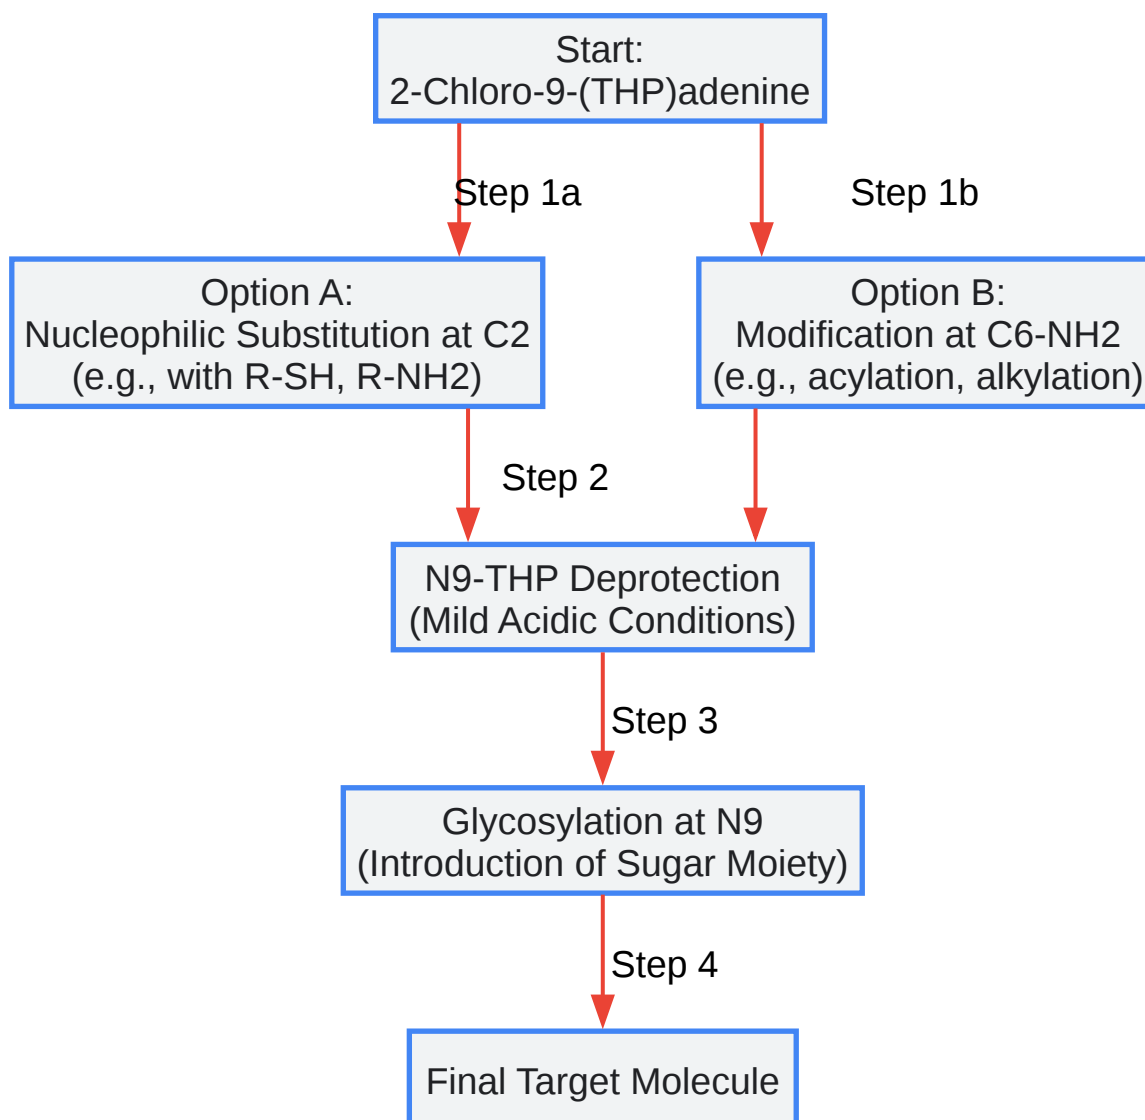 Start:
2-Chloro-9-(THP)adenine
Step 1a
Step 1b
Option A:
Nucleophilic Substitution at C2
(e.g., with R-SH, R-NH2)
Option B:
Modification at C6-NH2
(e.g., acylation, alkylation)
Step 2
N9-THP Deprotection
(Mild Acidic Conditions)
Step 3
Glycosylation at N9
(Introduction of Sugar Moiety)
Step 4
Final Target Molecule